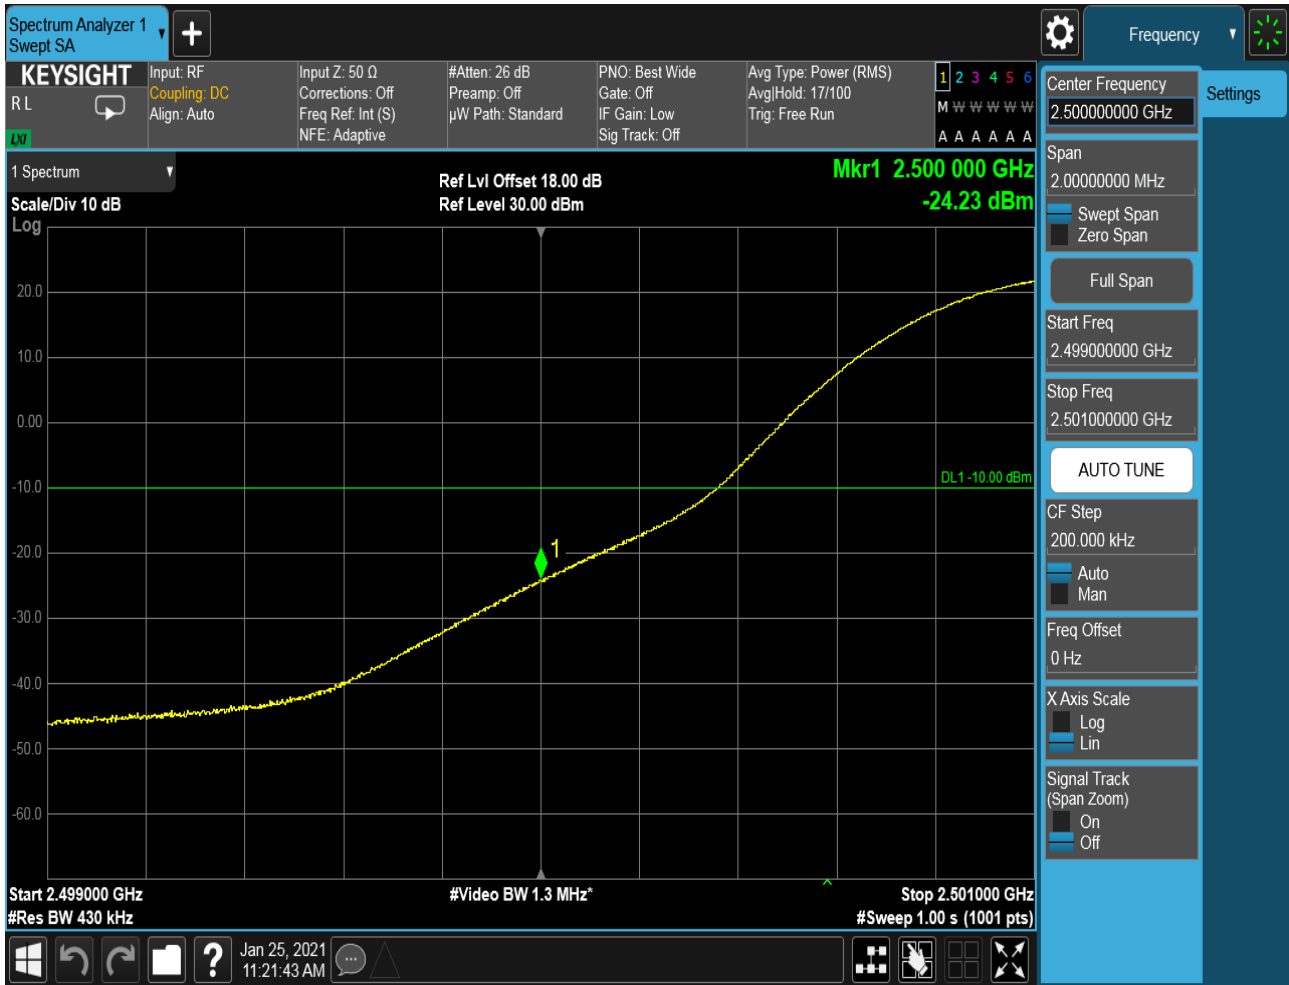 Spectrum Analyzer 1
Swept SA
Frequency
KEYSIGHT
R L
LXI
Input: RF
Coupling: DC
Align: Auto
Input Z: 50 Ω
Corrections: Off
Freq Ref: Int (S)
NFE: Adaptive
#Atten: 26 dB
Preamp: Off
µW Path: Standard
PNO: Best Wide
Gate: Off
IF Gain: Low
Sig Track: Off
Avg Type: Power (RMS)
Avg|Hold: 17/100
Trig: Free Run
1 2 3 4 5 6
M W W W W W
A A A A A A
1 Spectrum
Scale/Div 10 dB
Log
Ref Lvl Offset 18.00 dB
Ref Level 30.00 dBm
Mkr1 2.500 000 GHz
-24.23 dBm
20.0
10.0
0.00
-10.0
-20.0
-30.0
-40.0
-50.0
-60.0
DL1 -10.00 dBm
1
Start 2.499000 GHz
#Res BW 430 kHz
#Video BW 1.3 MHz*
Stop 2.501000 GHz
#Sweep 1.00 s (1001 pts)
Jan 25, 2021
11:21:43 AM
Center Frequency
2.500000000 GHz
Settings
Span
2.00000000 MHz
Swept Span
Zero Span
Full Span
Start Freq
2.499000000 GHz
Stop Freq
2.501000000 GHz
AUTO TUNE
CF Step
200.000 kHz
Auto
Man
Freq Offset
0 Hz
X Axis Scale
Log
Lin
Signal Track
(Span Zoom)
On
Off